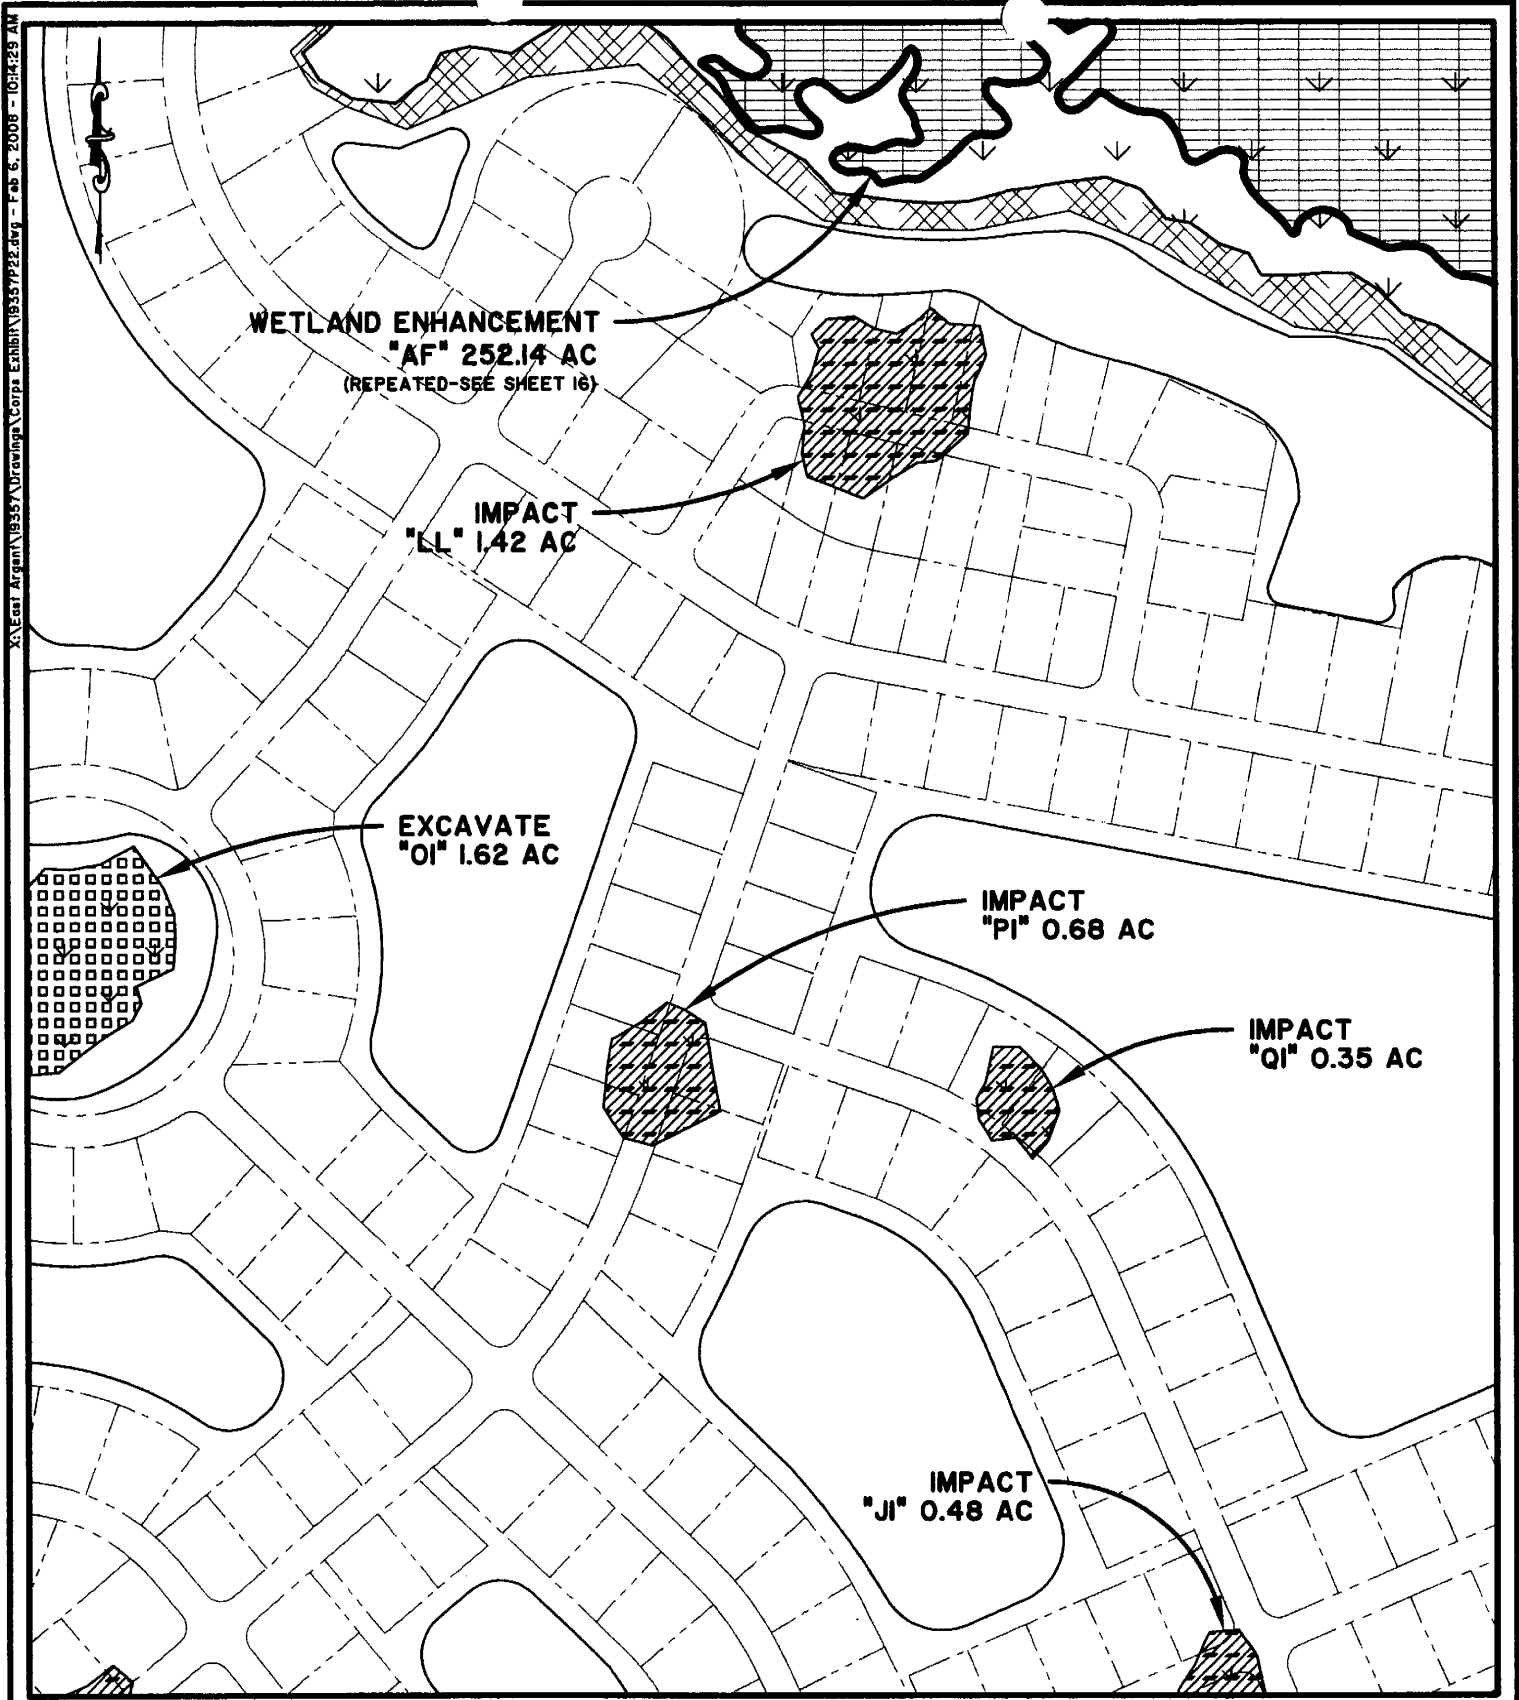 X:\East Argent\19357\Drawings\Corps Exhibit\19357P22.dwg - Feb 6, 2008 - 10:14:29 AM
WETLAND ENHANCEMENT
"AF" 252.14 AC
(REPEATED-SEE SHEET 16)
IMPACT
"LL" 1.42 AC
EXCAVATE
"OI" 1.62 AC
IMPACT
"PI" 0.68 AC
IMPACT
"QI" 0.35 AC
IMPACT
"JI" 0.48 AC